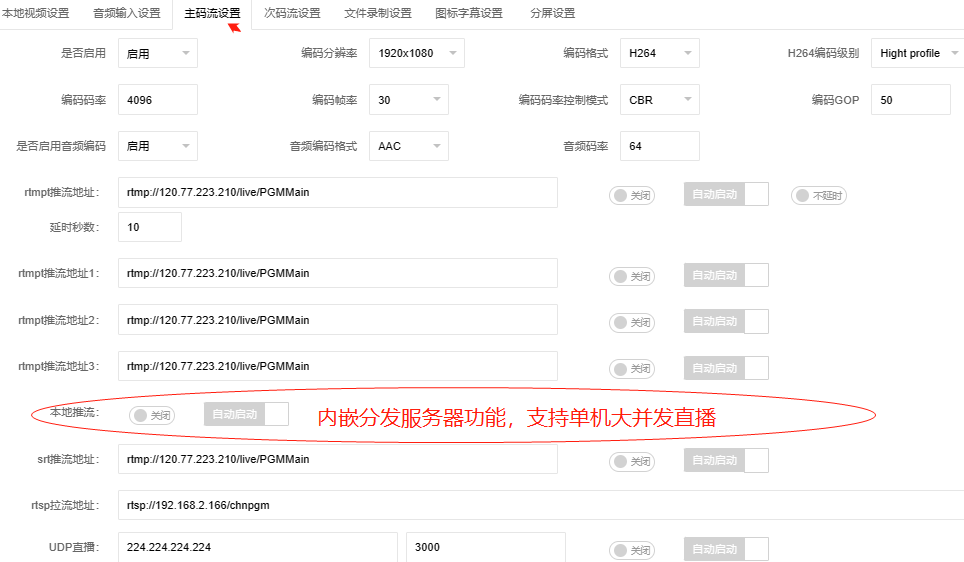 本地视频设置 音频输入设置 主码流设置 次码流设置 文件录制设置 图标字幕设置 分屏设置
是否启用 启用 编码分辨率 1920x1080 编码格式 H264 H264编码级别 Hight profile
编码码率 4096 编码帧率 30 编码码率控制模式 CBR 编码GOP 50
是否启用音频编码 启用 音频编码格式 AAC 音频码率 64
rtmpt推流地址: rtmp://120.77.223.210/live/PGMMain 关闭 自动启动 不延时
延时秒数: 10
rtmpt推流地址1: rtmp://120.77.223.210/live/PGMMain 关闭 自动启动
rtmpt推流地址2: rtmp://120.77.223.210/live/PGMMain 关闭 自动启动
rtmpt推流地址3: rtmp://120.77.223.210/live/PGMMain 关闭 自动启动
本地推流: 关闭 自动启动 内嵌分发服务器功能，支持单机大并发直播
srt推流地址: rtmp://120.77.223.210/live/PGMMain 关闭 自动启动
rtsp拉流地址: rtsp://192.168.2.166/chnpgm
UDP直播: 224.224.224.224 3000 关闭 自动启动